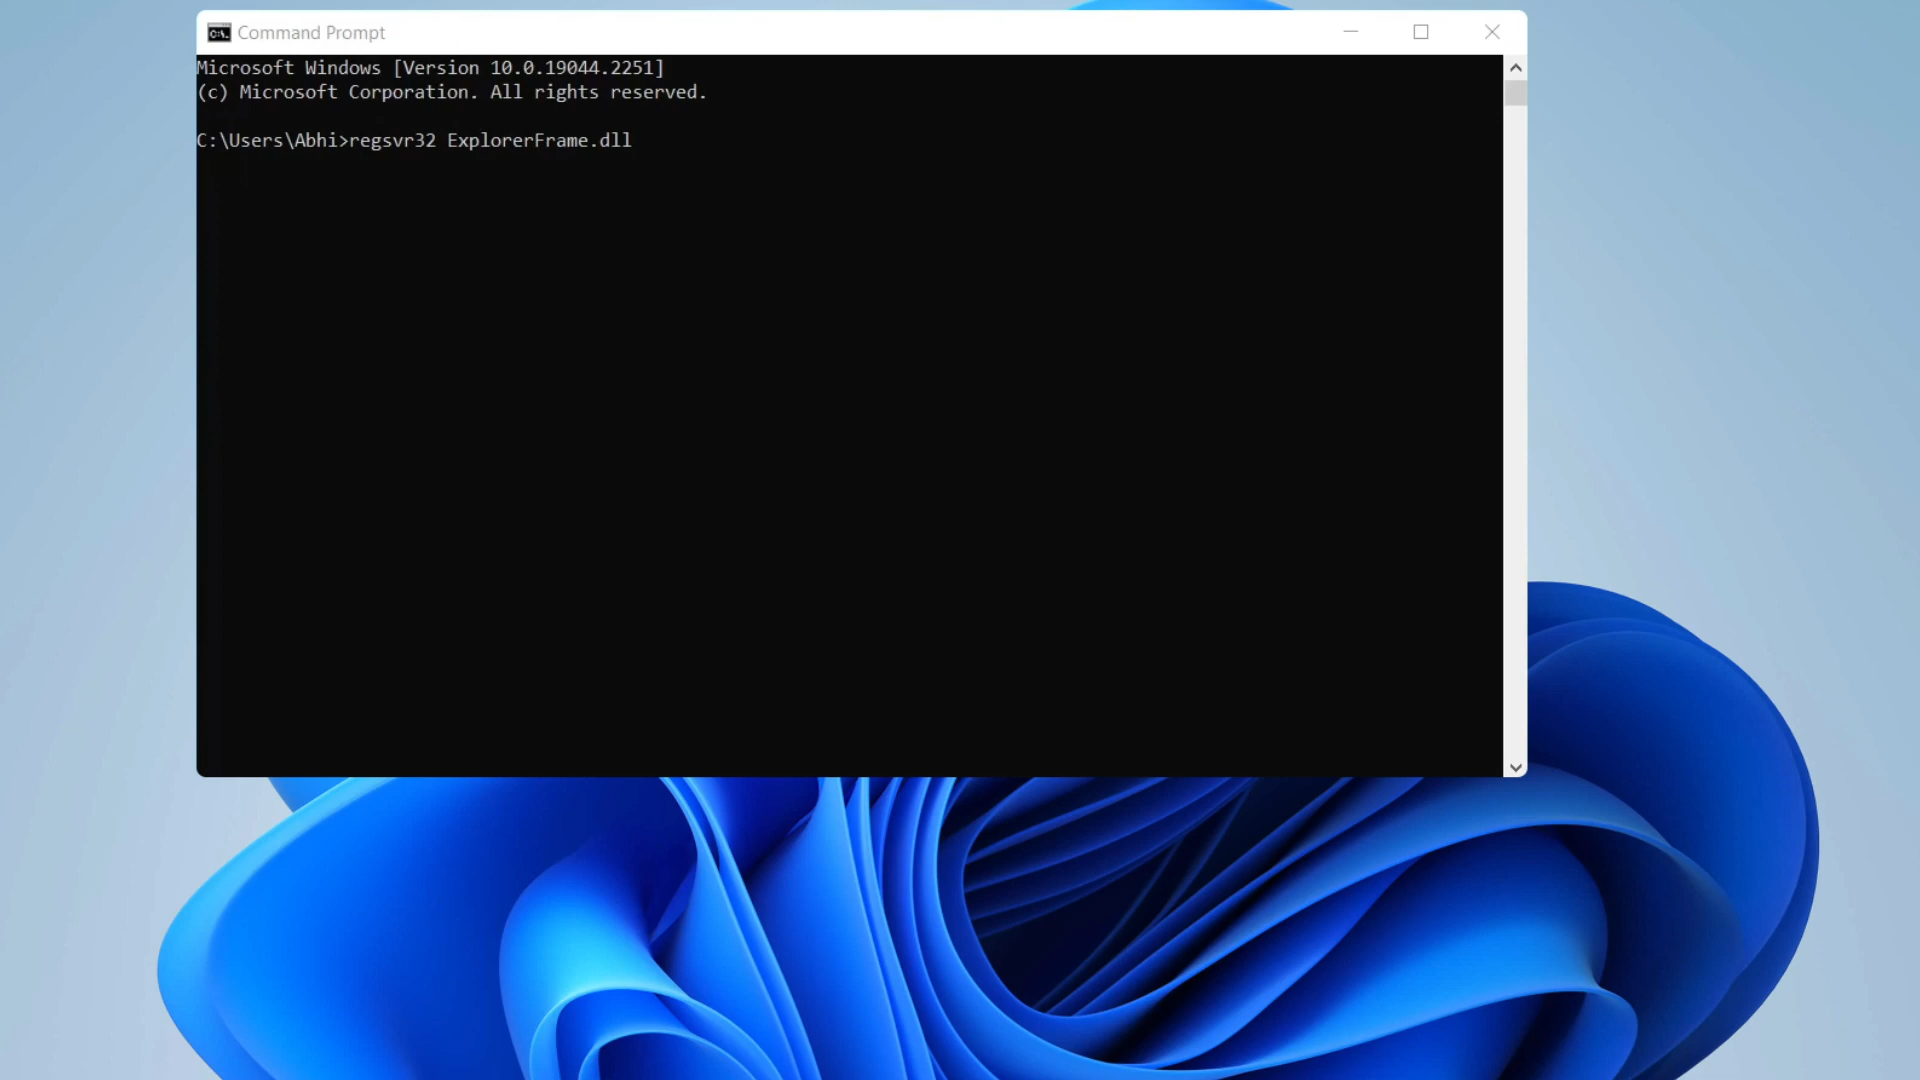 Command Prompt
Microsoft Windows [Version 10.0.19044.2251]
(c) Microsoft Corporation. All rights reserved.
C:\Users\Abhi>regsvr32 ExplorerFrame.dll